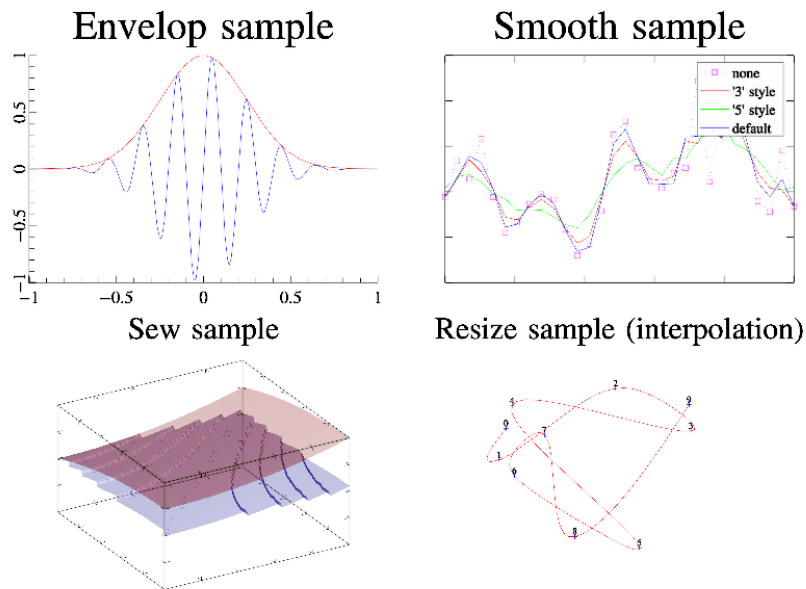 Envelop sample
Smooth sample
1
0.5
0
−0.5
−1
−1
−0.5
0
0.5
1
none
'3' style
'5' style
default
Sew sample
Resize sample (interpolation)
2
9
4
3
0
7
1
6
8
5